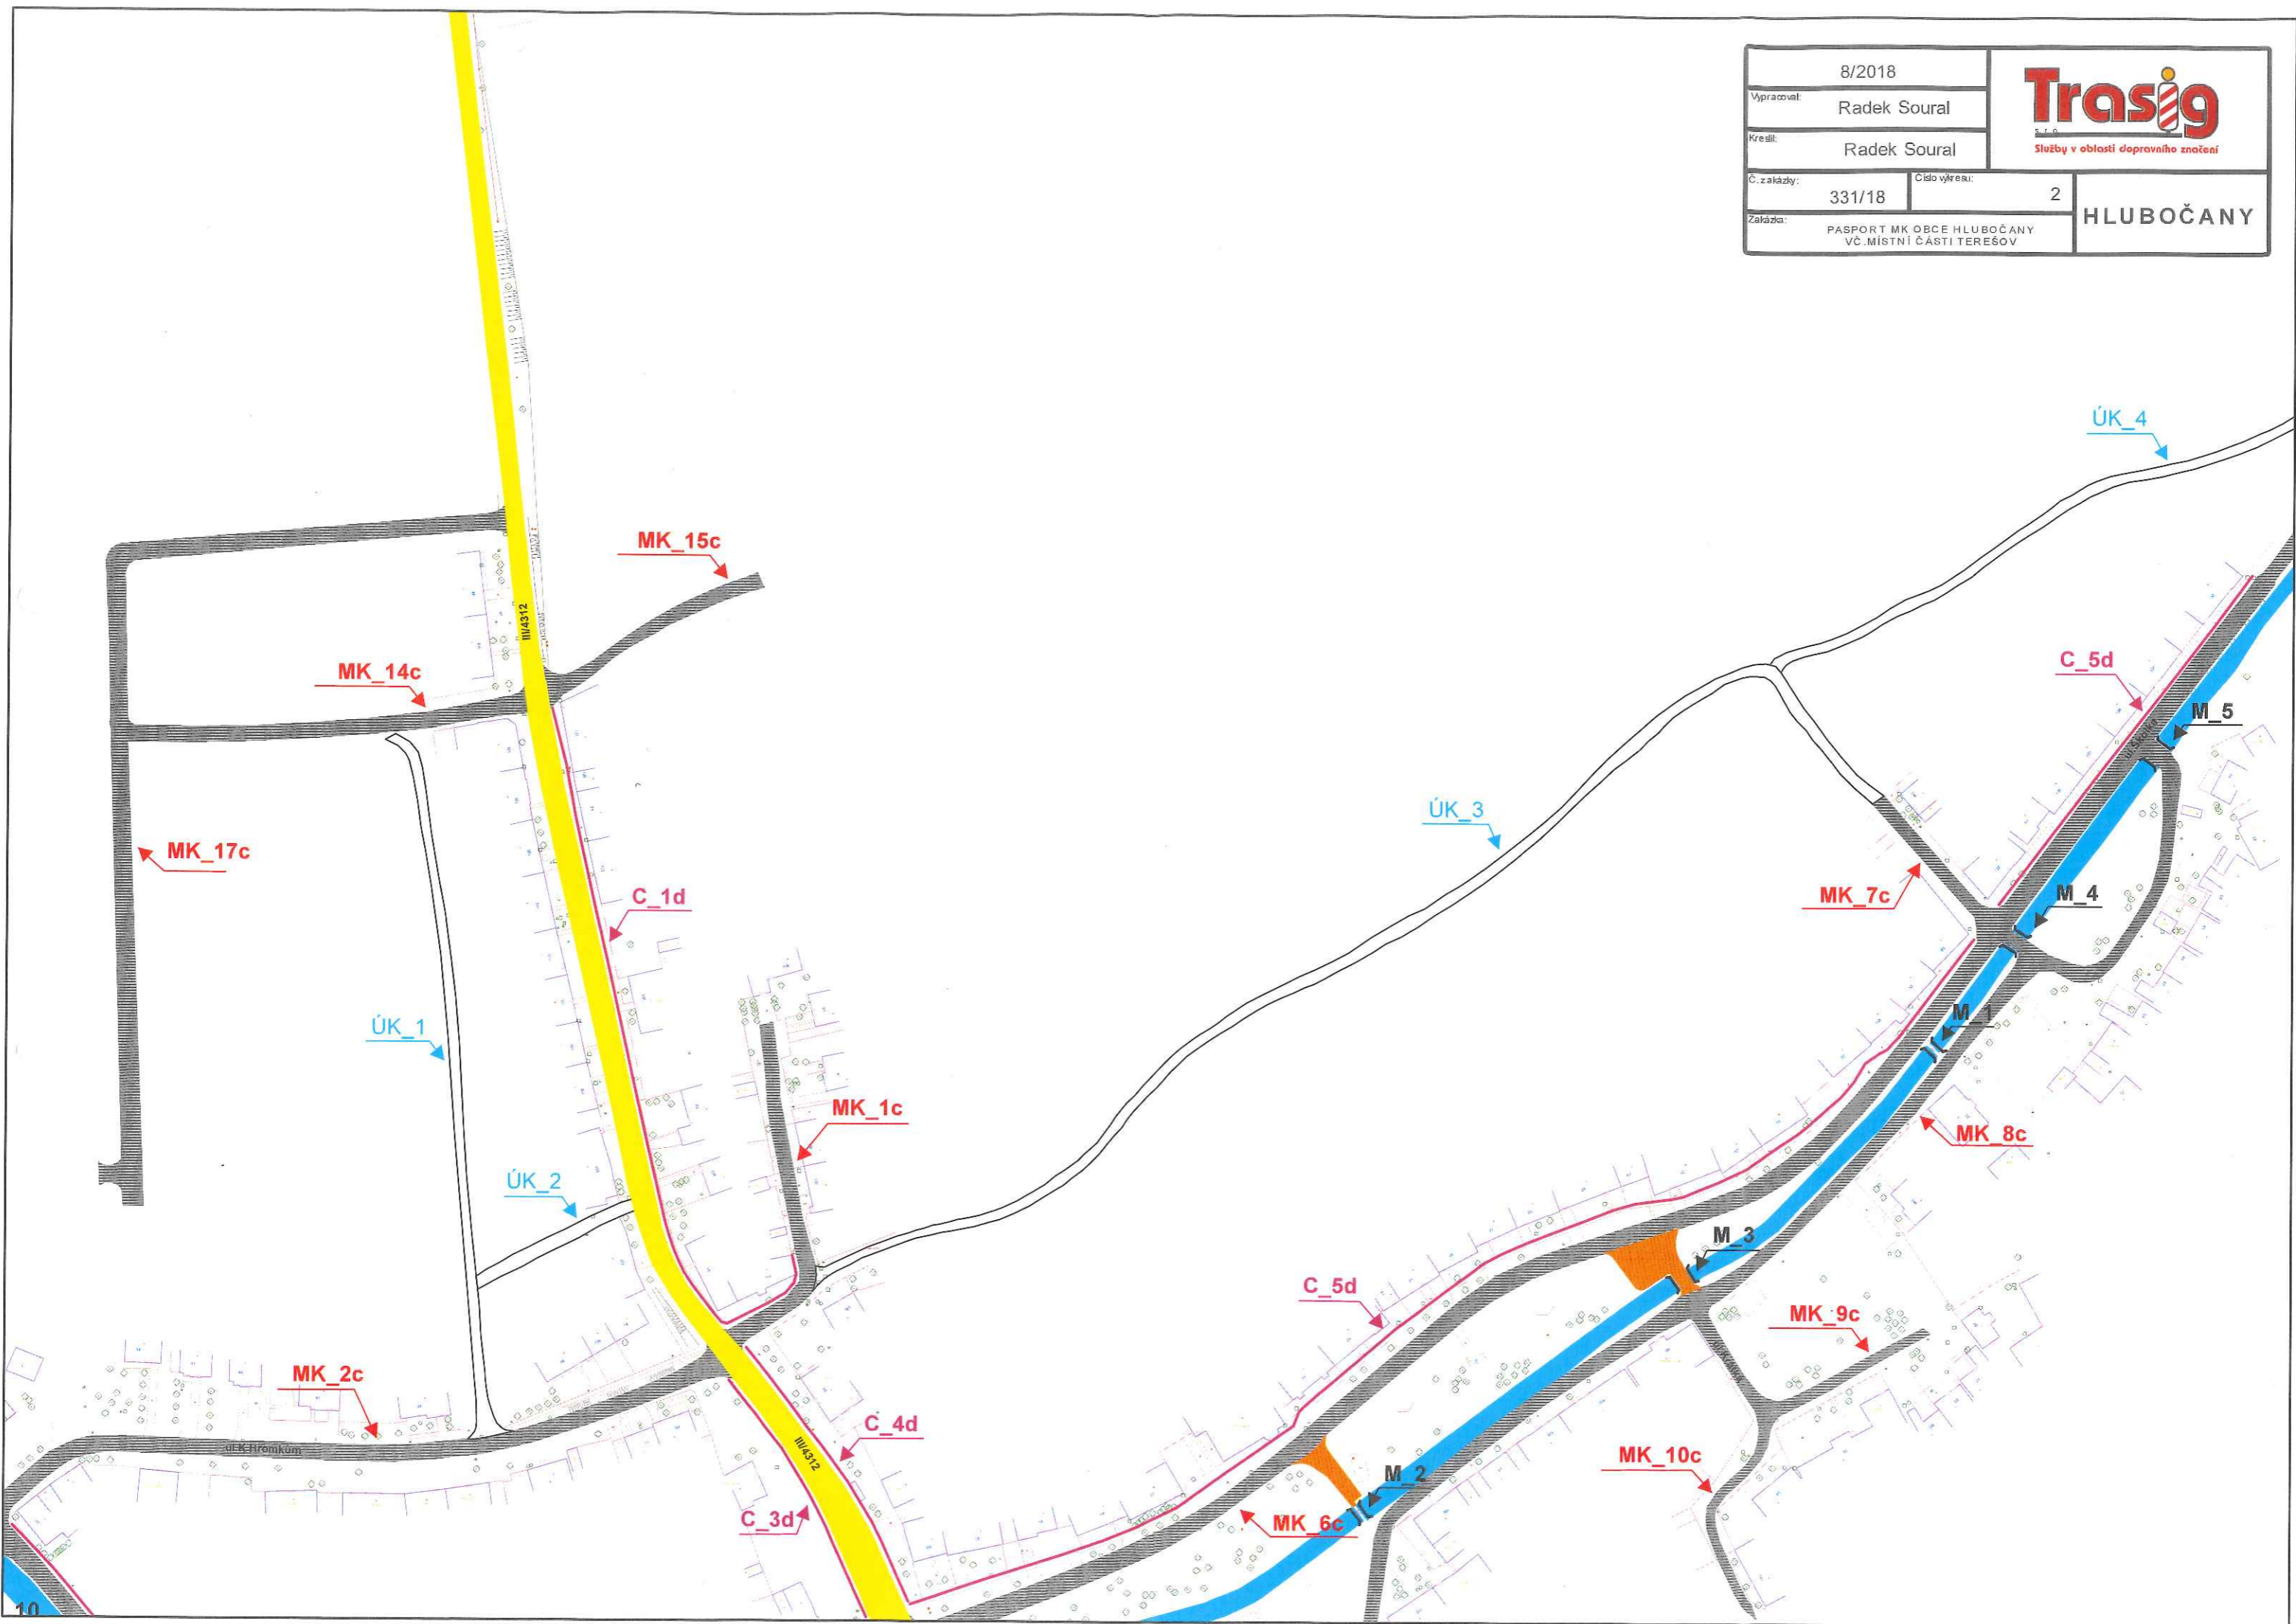 8/2018
Vypracoval: Radek Soural
Kreslil: Radek Soural
Trasig
s.r.o.
Služby v oblasti dopravního značení
Č.zakázky: 331/18
Číslo výkresu: 2
Zakázka: PASPORT MK OBCE HLUBOČANY
VČ.MÍSTNÍ ČÁSTI TEREŠOV
HLUBOČANY
ÚK_4
MK_15c
III/4312
MK_14c
C_5d
M_5
ÚK_3
MK_17c
C_1d
MK_7c
M_4
ÚK_1
M_1
MK_1c
MK_8c
ÚK_2
M_3
C_5d
MK_9c
MK_2c
ul.K Hromkům
C_4d
III/4312
MK_10c
M_2
C_3d
MK_6c
10